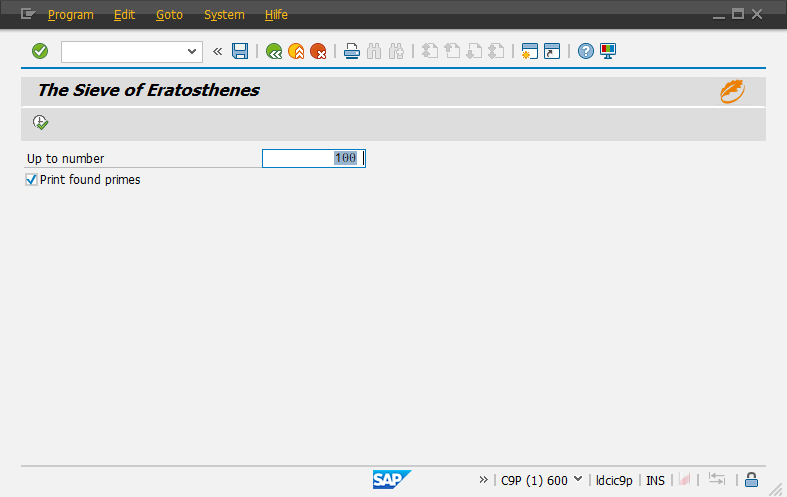 Program Edit Goto System Hilfe
The Sieve of Eratosthenes
Up to number 100
Print found primes
SAP C9P (1) 600 ldcic9p INS